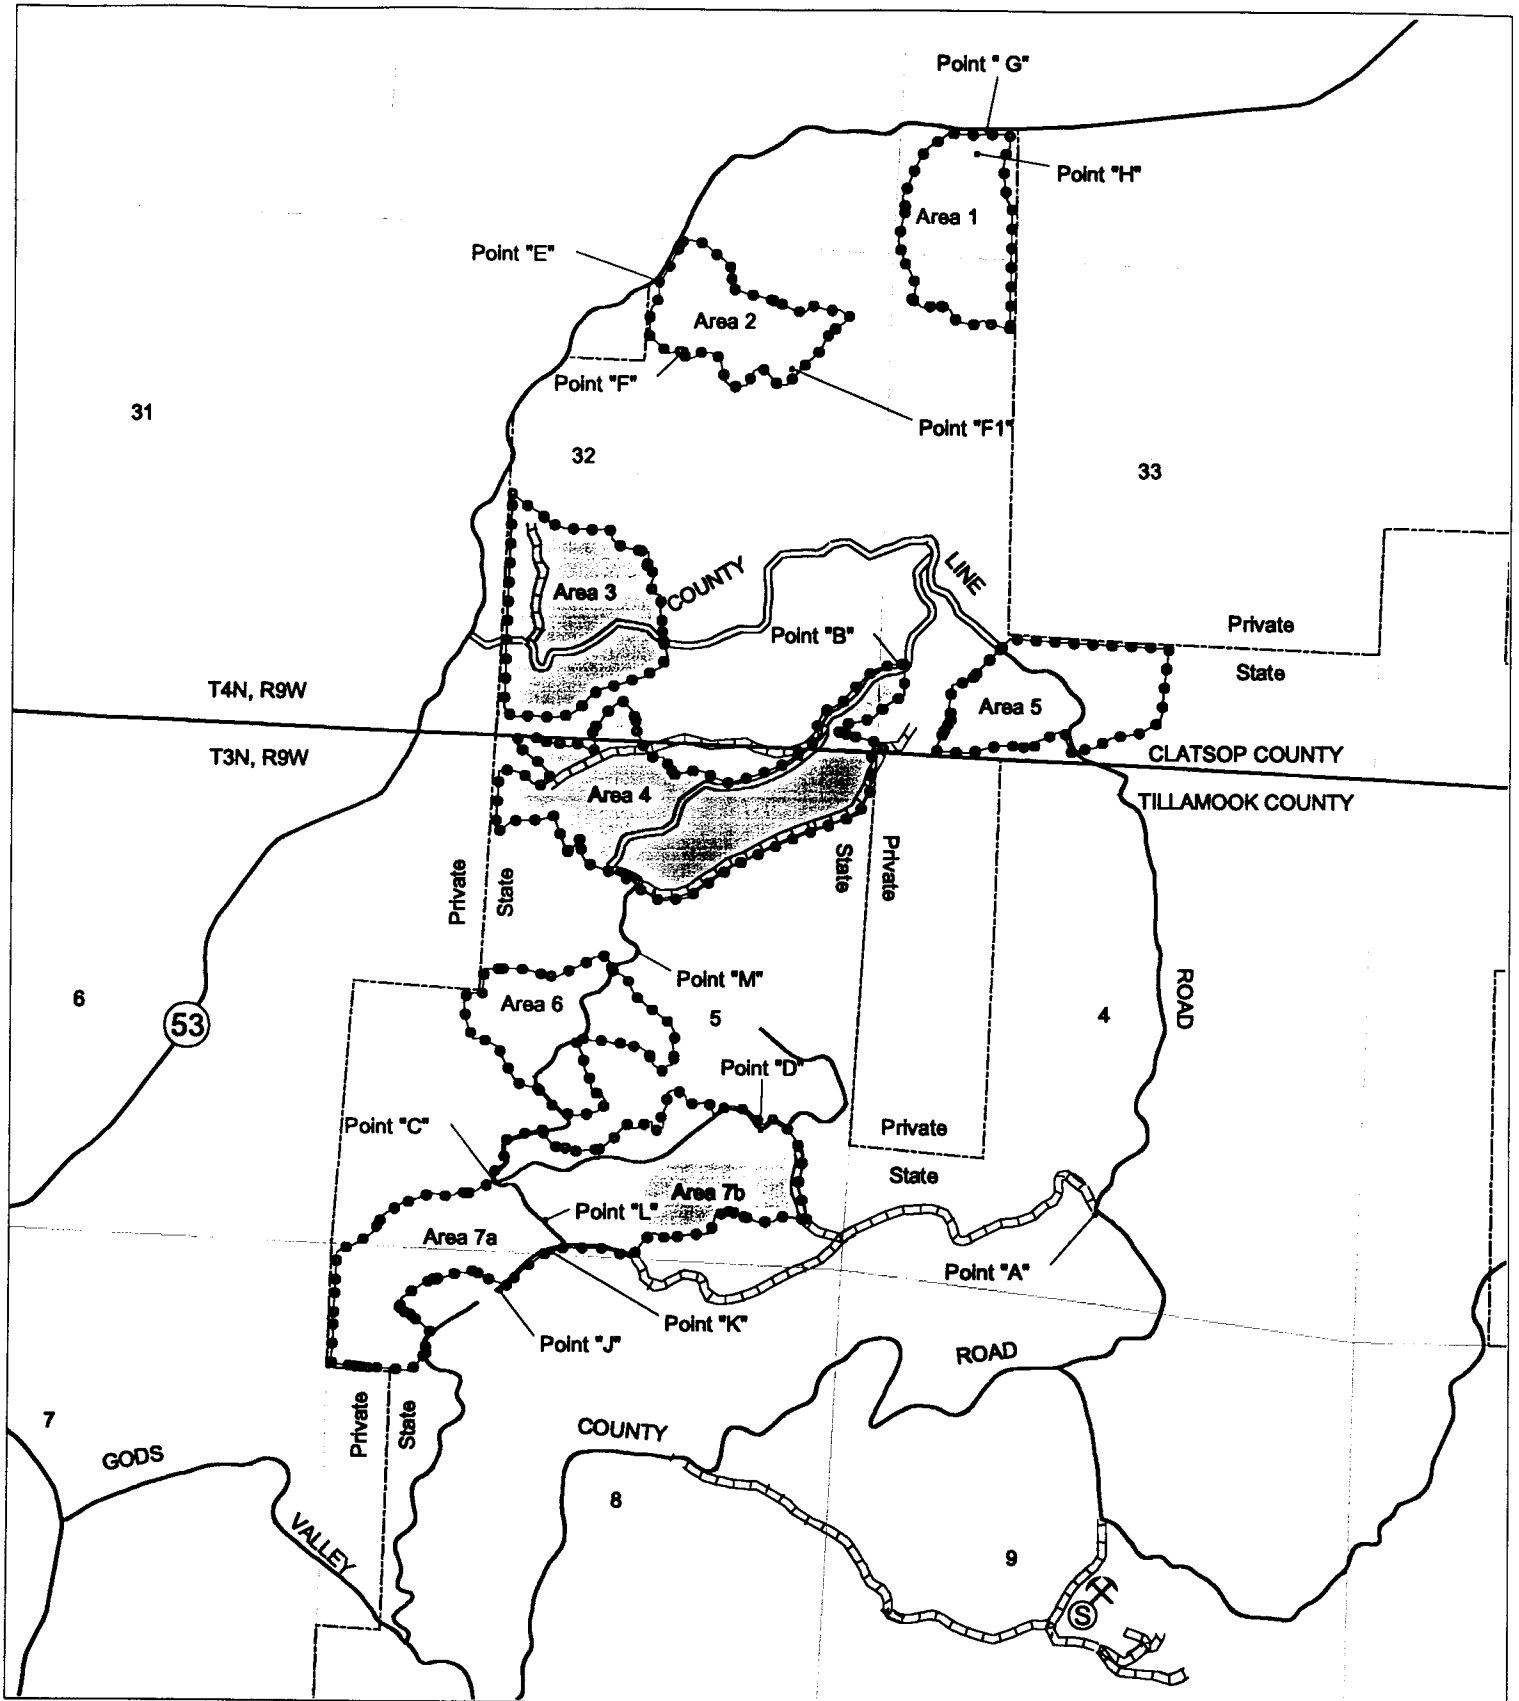 Point " G"
Point "H"
Area 1
Point "E"
Area 2
Point "F"
Point "F1"
31
32
33
Area 3
COUNTY
LINE
Point "B"
Private
State
T4N, R9W
Area 5
T3N, R9W
CLATSOP COUNTY
TILLAMOOK COUNTY
Area 4
Private
State
State
Private
Point "M"
Area 6
6
53
5
4
ROAD
Point "D"
Point "C"
Private
State
Area 7b
Point "L"
Area 7a
Point "A"
Point "K"
Point "J"
ROAD
Private
State
7
COUNTY
GODS
VALLEY
8
9
S